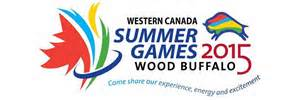 WESTERN CANADA
SUMMER
GAMES 2015
WOOD BUFFALO
Come share our experience, energy and excitement